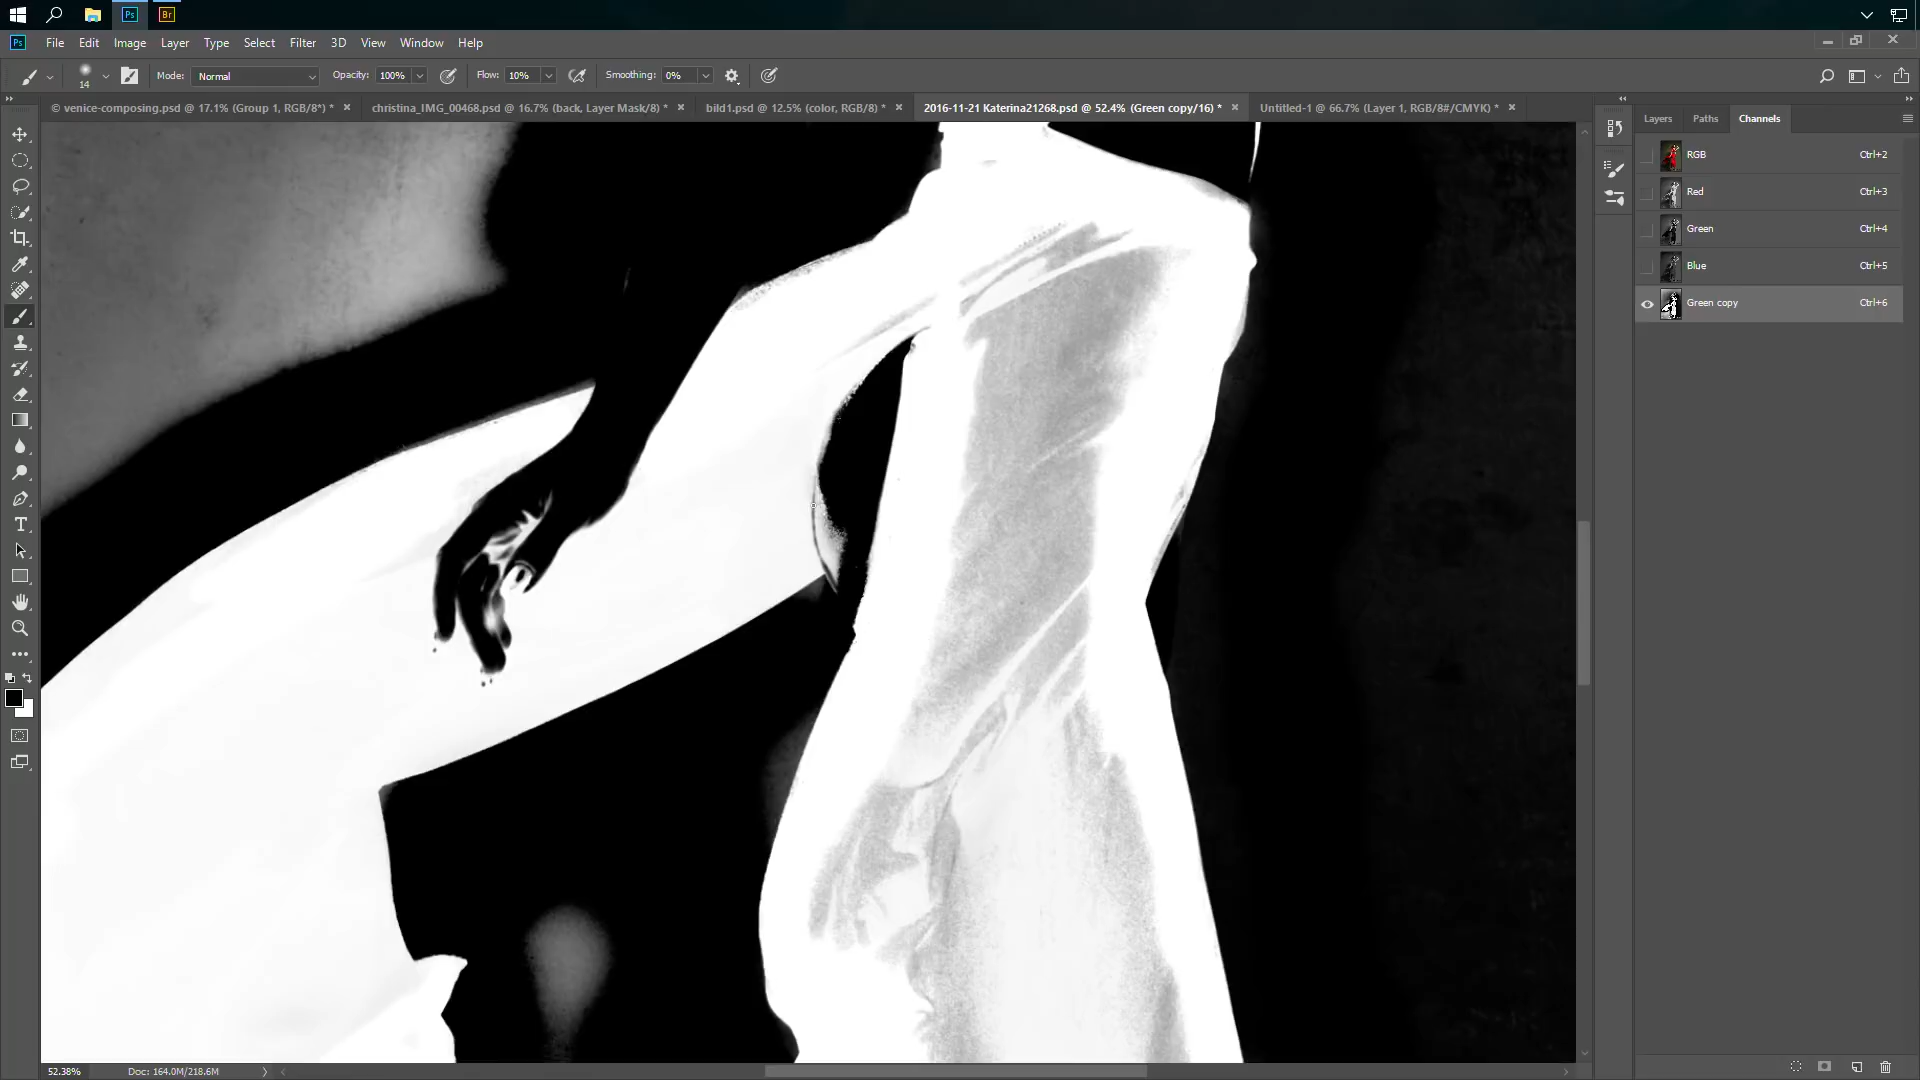 Ps
Br
Ps
File Edit Image Layer Type Select Filter 3D View Window Help
14
Mode: Normal
Opacity: 100%
Flow: 10%
Smoothing: 0%
© venice-composing.psd @ 17.1% (Group 1, RGB/8*) *
christina_IMG_00468.psd @ 16.7% (back, Layer Mask/8) *
bild1.psd @ 12.5% (color, RGB/8) *
2016-11-21 Katerina21268.psd @ 52.4% (Green copy/16) *
Untitled-1 @ 66.7% (Layer 1, RGB/8#/CMYK) *
Layers Paths Channels
RGB Ctrl+2
Red Ctrl+3
Green Ctrl+4
Blue Ctrl+5
Green copy Ctrl+6
52.38%
Doc: 164.0M/218.6M